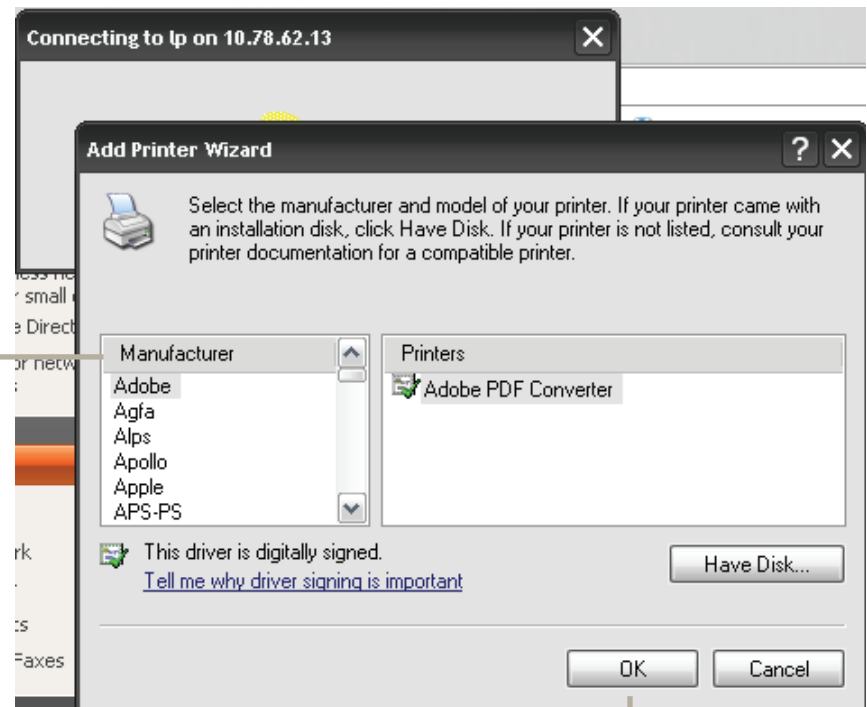 Connecting to lp on 10.78.62.13
Add Printer Wizard
Select the manufacturer and model of your printer. If your printer came with
an installation disk, click Have Disk. If your printer is not listed, consult your
printer documentation for a compatible printer.
small
Direct
Manufacturer
Printers
Adobe
Adobe PDF Converter
Agfa
Alps
Apollo
Apple
APS-PS
This driver is digitally signed.
Have Disk...
Tell me why driver signing is important
Faxes
OK
Cancel